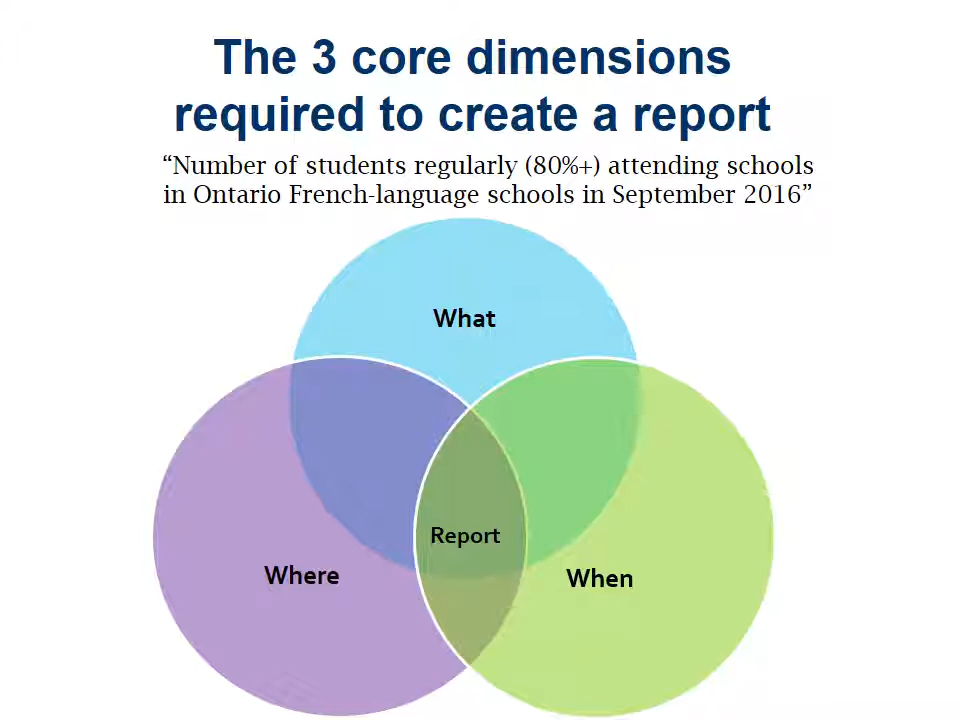 The 3 core dimensions
required to create a report
“Number of students regularly (80%+) attending schools
in Ontario French-language schools in September 2016”
What
Report
Where
When